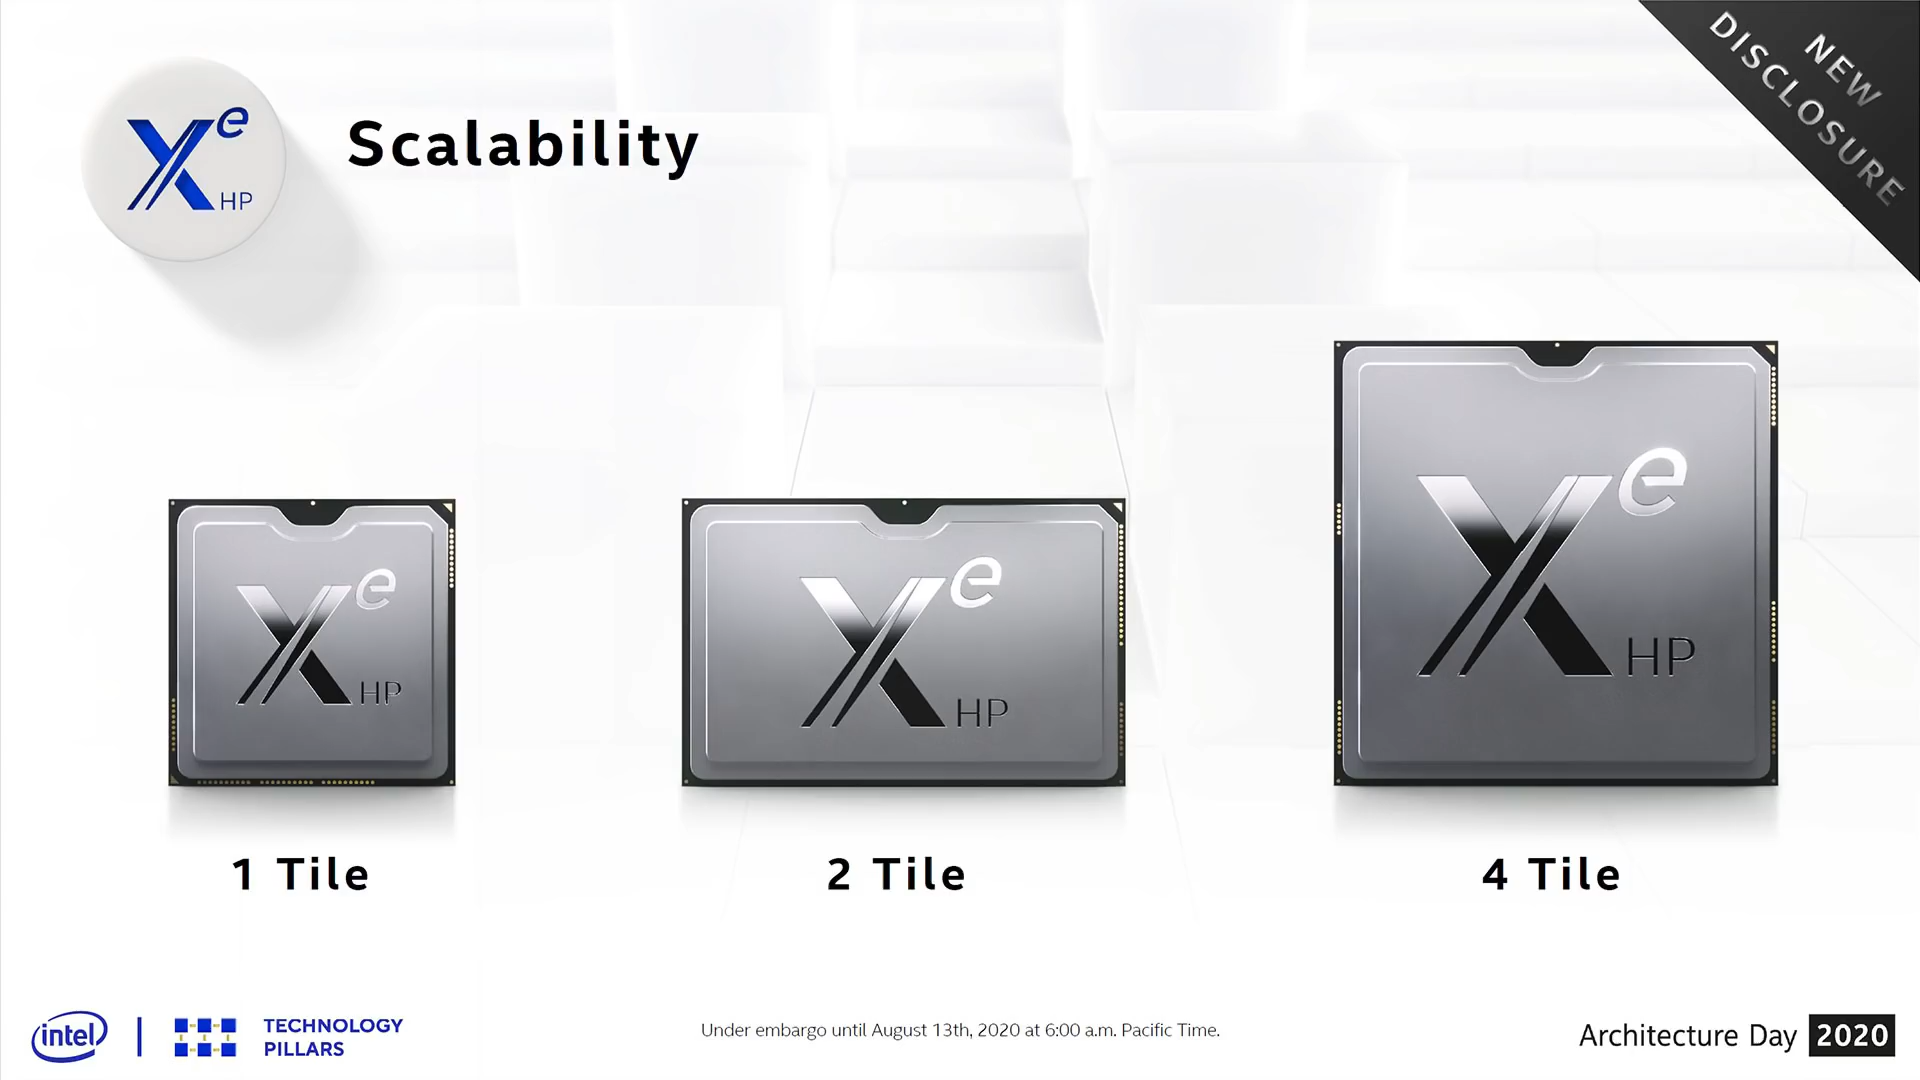 Xe HP
Scalability
NEW
DISCLOSURE
Xe HP
Xe HP
Xe HP
1 Tile
2 Tile
4 Tile
intel
TECHNOLOGY
PILLARS
Under embargo until August 13th, 2020 at 6:00 a.m. Pacific Time.
Architecture Day 2020